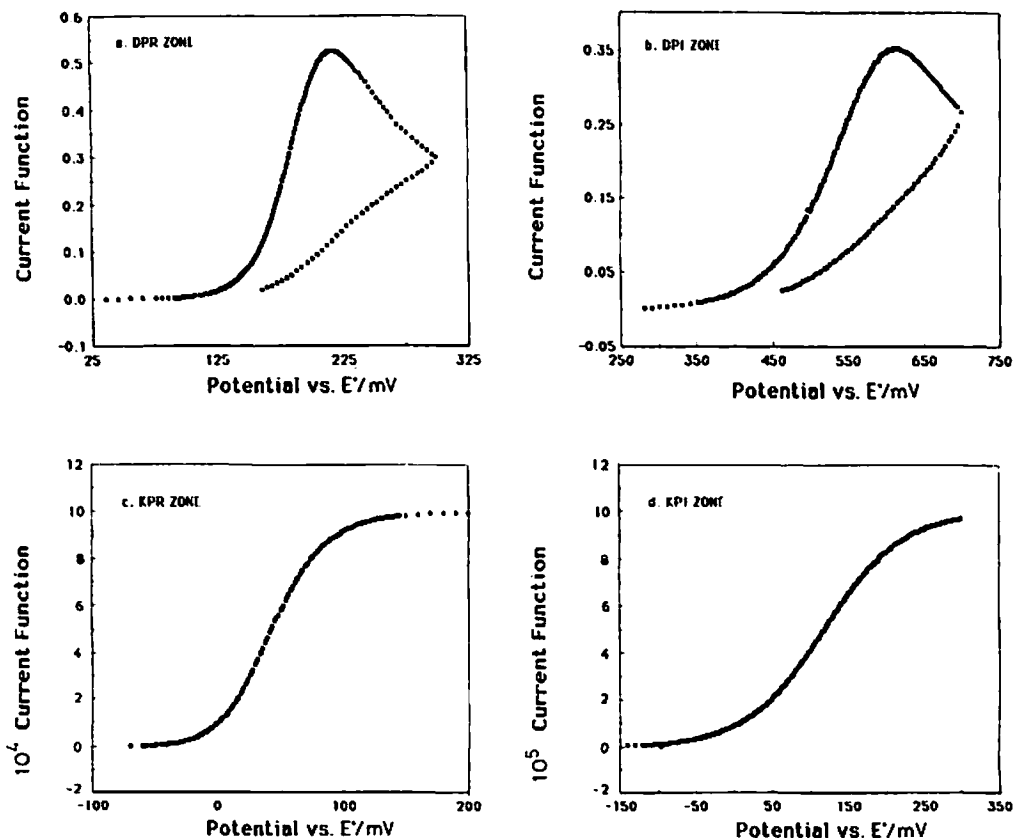 a. DPR ZONE
Current Function
0.6
0.5
0.4
0.3
0.2
0.1
0.0
-0.1
25 125 225 325
Potential vs. E°/mV
b. DPI ZONE
Current Function
0.35
0.25
0.15
0.05
-0.05
250 350 450 550 650 750
Potential vs. E°/mV
c. KPR ZONE
10⁴ Current Function
12
10
8
6
4
2
0
-2
-100 0 100 200
Potential vs. E°/mV
d. KPI ZONE
10⁵ Current Function
12
10
8
6
4
2
0
-2
-150 -50 50 150 250 350
Potential vs. E°/mV